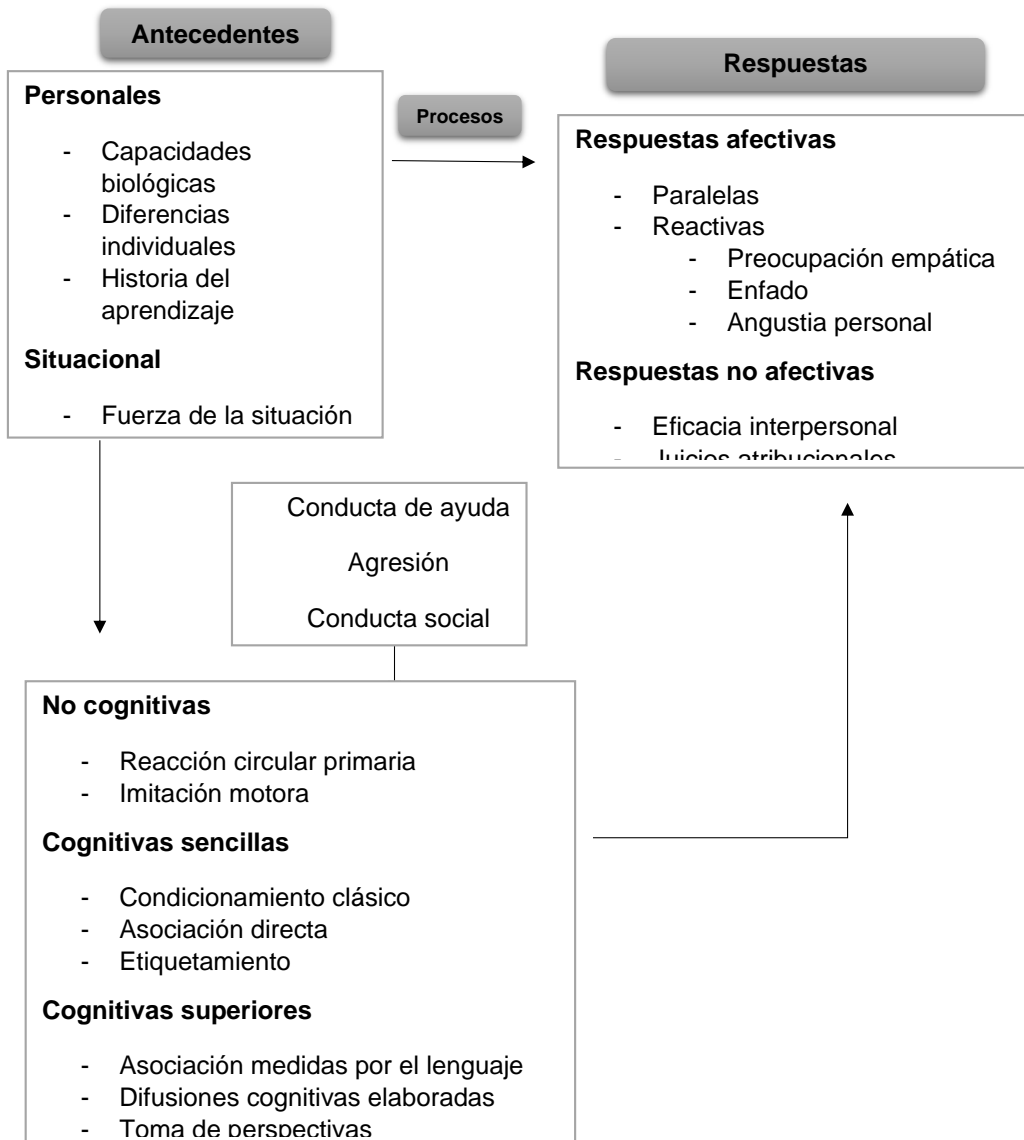 Antecedentes
Personales
- Capacidades
biológicas
- Diferencias
individuales
- Historia del
aprendizaje
Situacional
- Fuerza de la situación
Procesos
Respuestas
Respuestas afectivas
- Paralelas
- Reactivas
- Preocupación empática
- Enfado
- Angustia personal
Respuestas no afectivas
- Eficacia interpersonal
- Juicios atribucionales
Conducta de ayuda
Agresión
Conducta social
No cognitivas
- Reacción circular primaria
- Imitación motora
Cognitivas sencillas
- Condicionamiento clásico
- Asociación directa
- Etiquetamiento
Cognitivas superiores
- Asociación medidas por el lenguaje
- Difusiones cognitivas elaboradas
- Toma de perspectivas